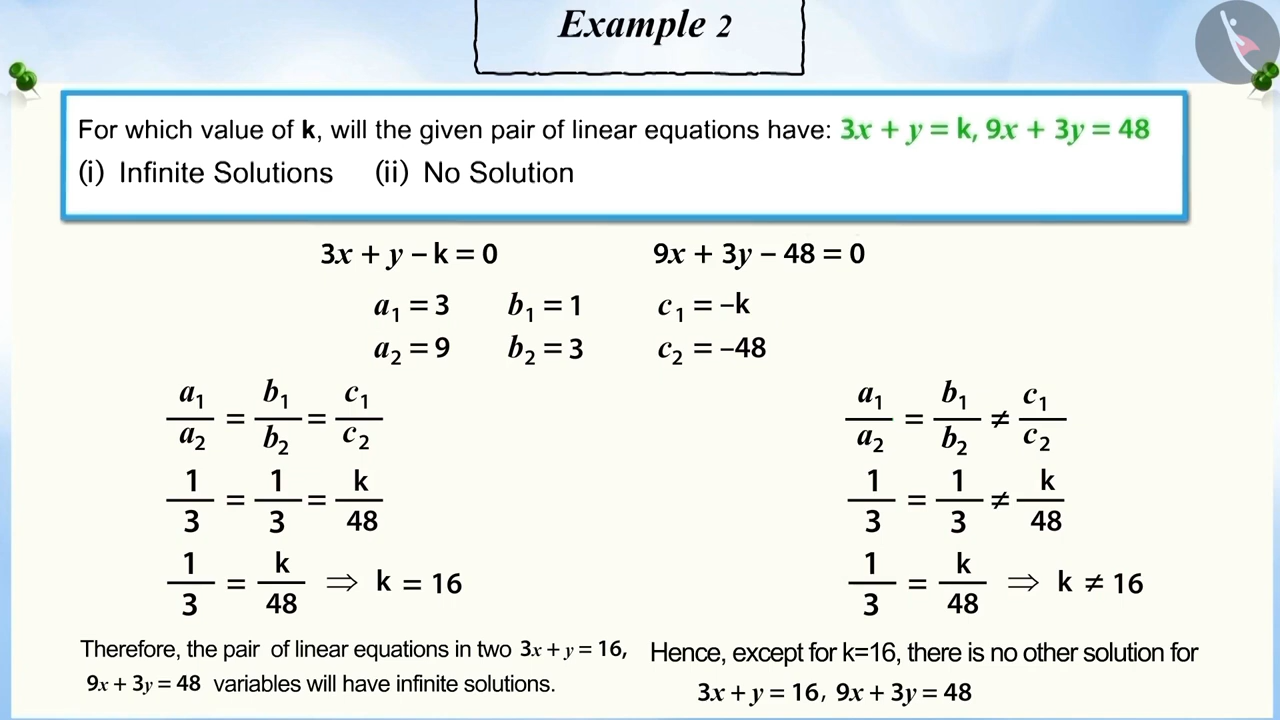 Example 2
For which value of k, will the given pair of linear equations have: 3x + y = k, 9x + 3y = 48
(i) Infinite Solutions (ii) No Solution
3x + y – k = 0 9x + 3y – 48 = 0
a₁ = 3 b₁ = 1 c₁ = –k
a₂ = 9 b₂ = 3 c₂ = –48
a₁/a₂ = b₁/b₂ = c₁/c₂
1/3 = 1/3 = k/48
1/3 = k/48 ⇒ k = 16
Therefore, the pair of linear equations in two 3x + y = 16,
9x + 3y = 48 variables will have infinite solutions.
a₁/a₂ = b₁/b₂ ≠ c₁/c₂
1/3 = 1/3 ≠ k/48
1/3 = k/48 ⇒ k ≠ 16
Hence, except for k=16, there is no other solution for
3x + y = 16, 9x + 3y = 48